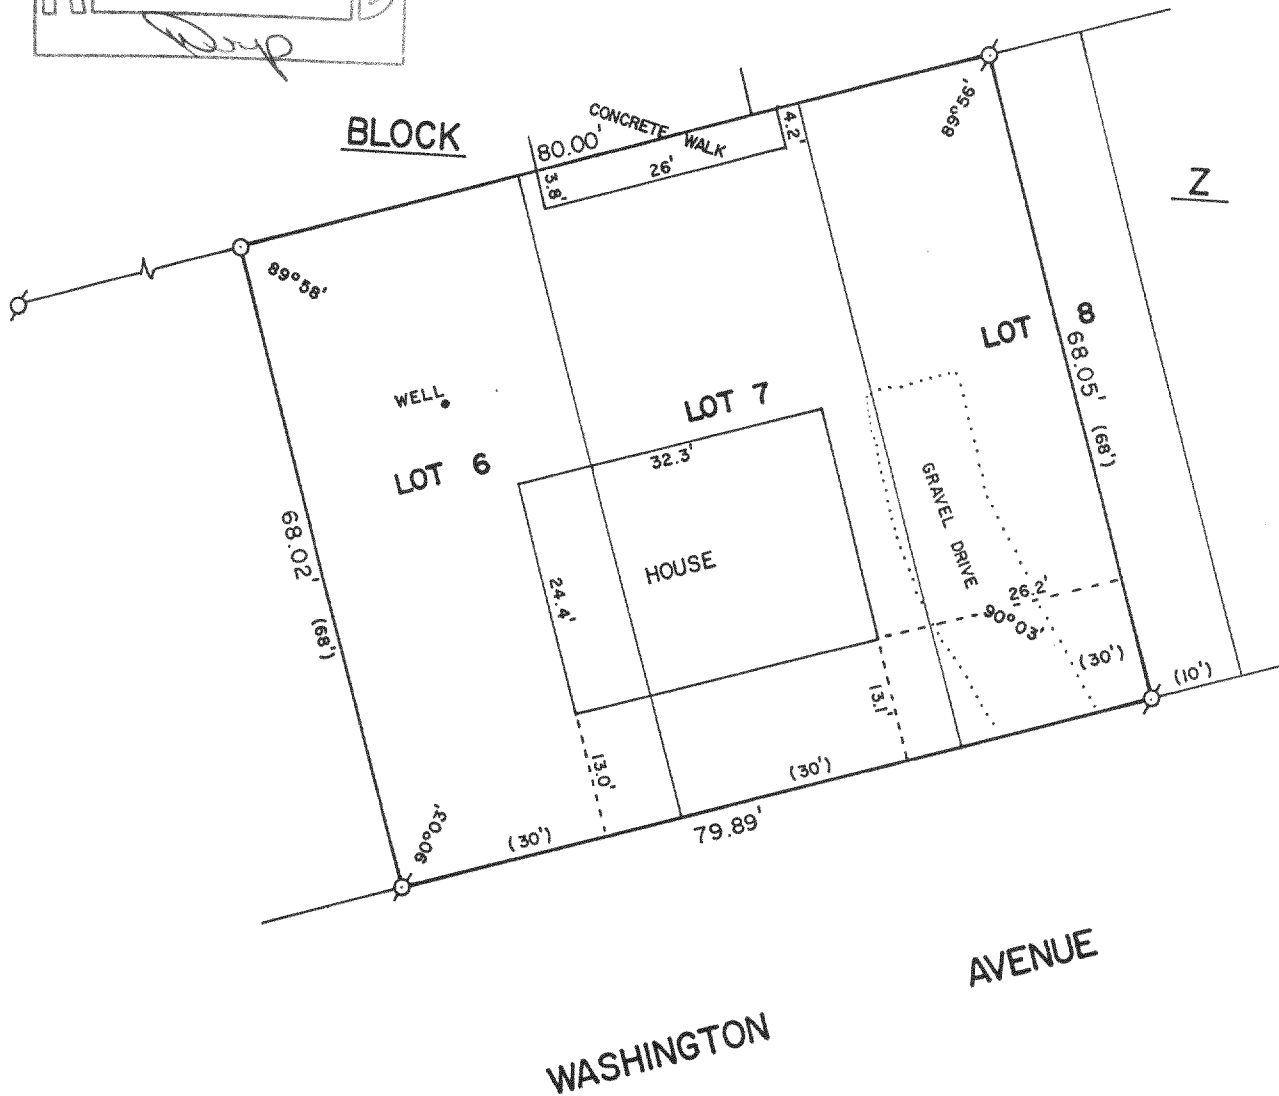 BLOCK
80.00'
CONCRETE WALK
4.2'
89°56'
3.8'
26'
Z
89°58'
WELL
LOT 7
LOT 8
68.05' (68')
LOT 6
32.3'
GRAVEL DRIVE
68.02' (68')
HOUSE
24.4'
26.2'
90°03'
(30')
(10')
13.1'
13.0'
(30')
90°03'
(30')
79.89'
AVENUE
WASHINGTON